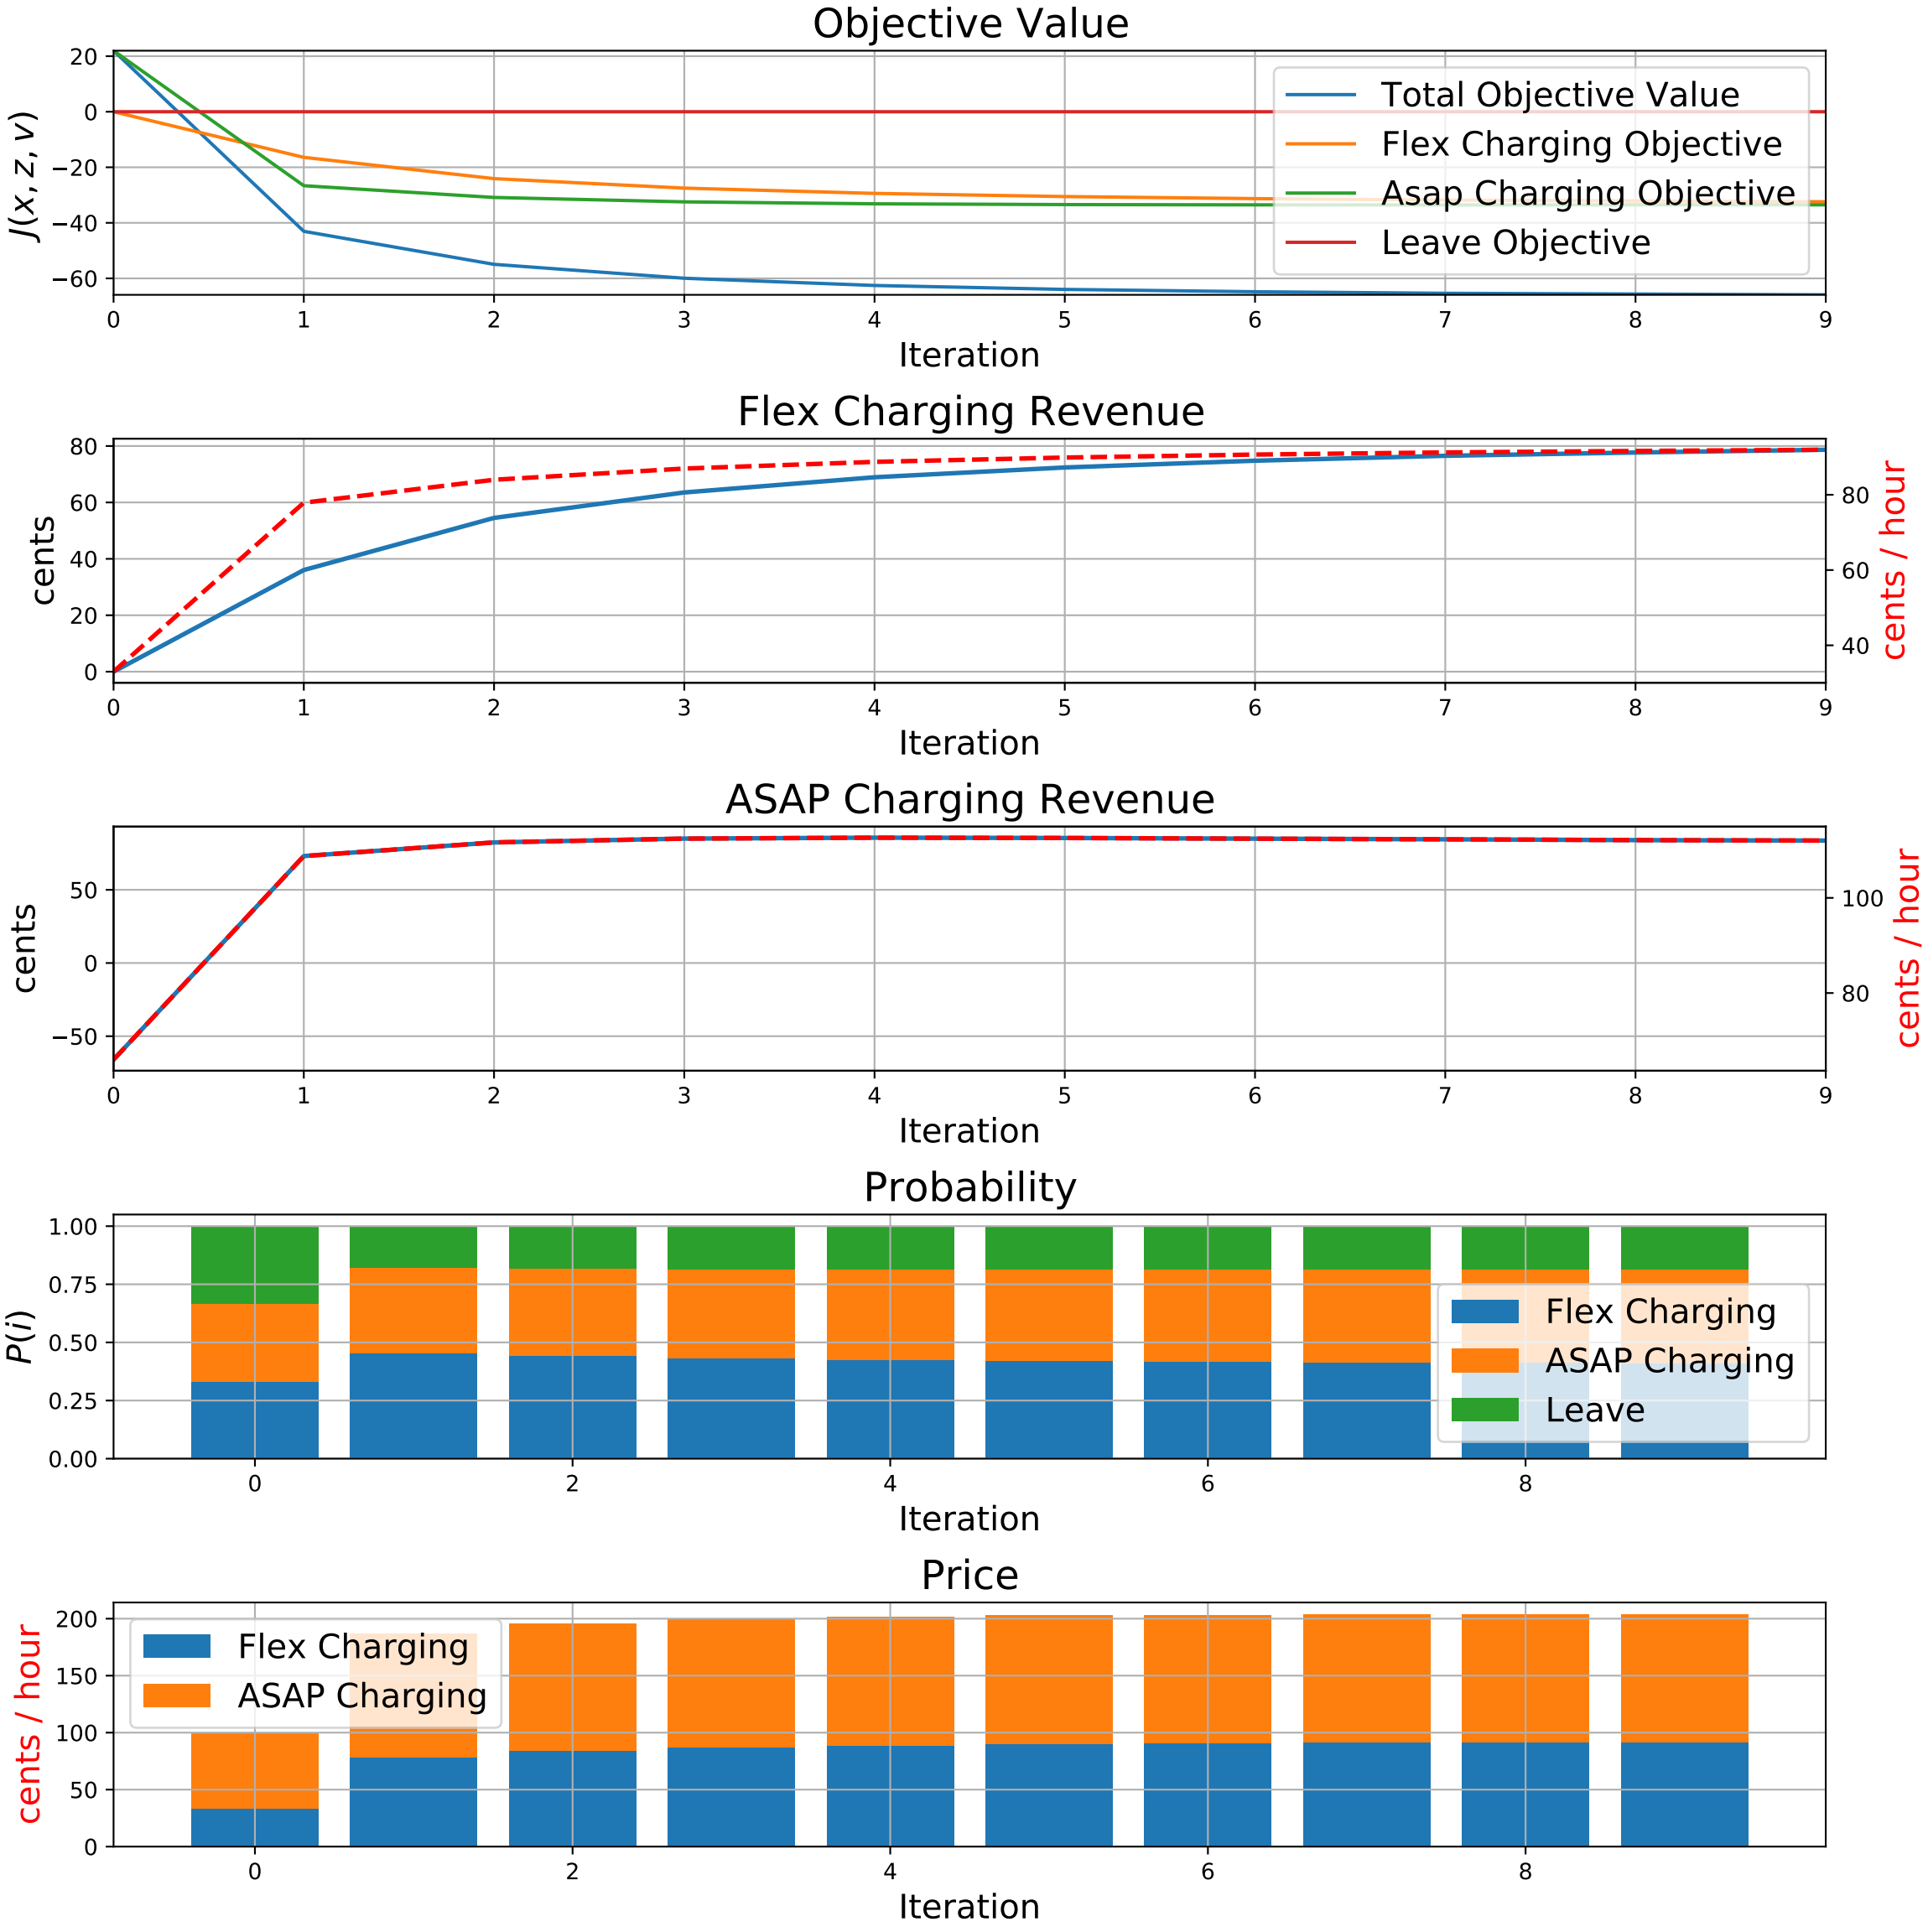 Objective Value
20
0
−20
−40
−60
J(x, z, v)
Total Objective Value
Flex Charging Objective
Asap Charging Objective
Leave Objective
0 1 2 3 4 5 6 7 8 9
Iteration
Flex Charging Revenue
80
60
40
20
0
cents
80
60
40
cents / hour
0 1 2 3 4 5 6 7 8 9
Iteration
ASAP Charging Revenue
50
0
−50
cents
100
80
cents / hour
0 1 2 3 4 5 6 7 8 9
Iteration
Probability
1.00
0.75
0.50
0.25
0.00
P(i)
Flex Charging
ASAP Charging
Leave
0 2 4 6 8
Iteration
Price
200
150
100
50
0
cents / hour
Flex Charging
ASAP Charging
0 2 4 6 8
Iteration